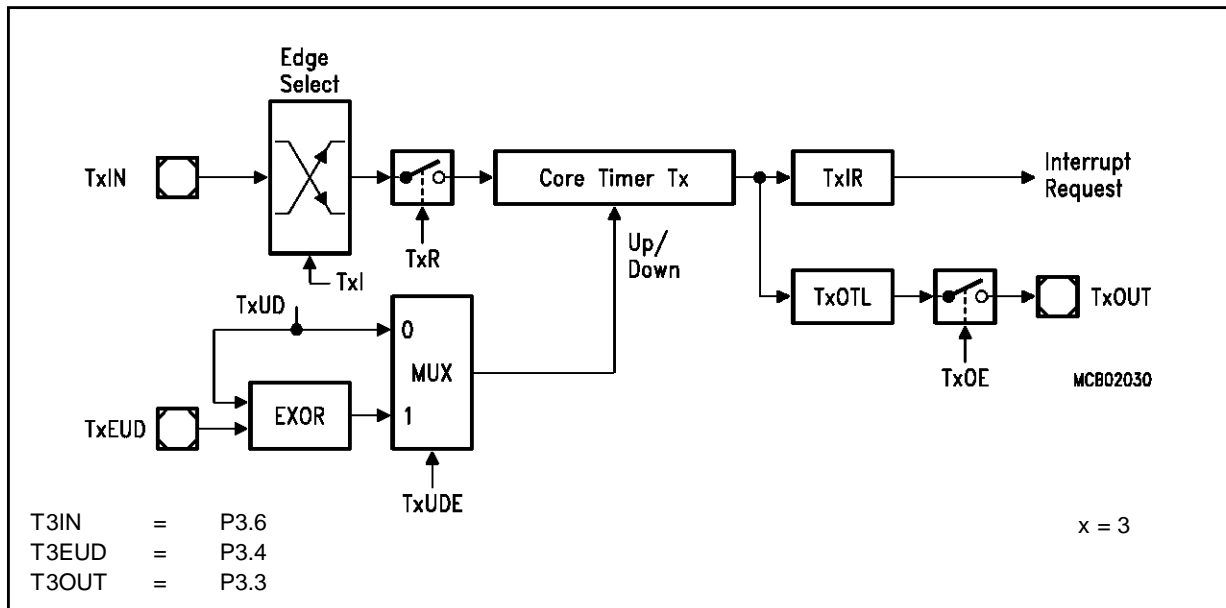 Edge
Select
TxIN
Core Timer Tx
TxIR
Interrupt
Request
TxR
Up/
Down
TxI
TxUD
0
MUX
1
TxOTL
TxOUT
TxOE
MCB02030
EXOR
TxEUD
TxUDE
T3IN = P3.6
x = 3
T3EUD = P3.4
T3OUT = P3.3